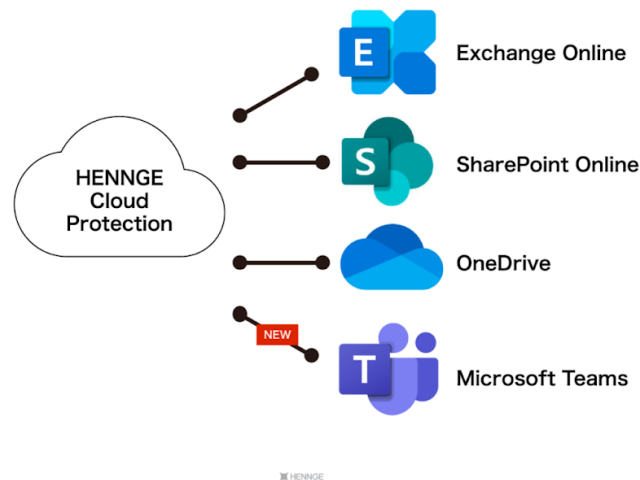 E
Exchange Online
S
SharePoint Online
HENNGE
Cloud
Protection
OneDrive
NEW
T
Microsoft Teams
HENNGE